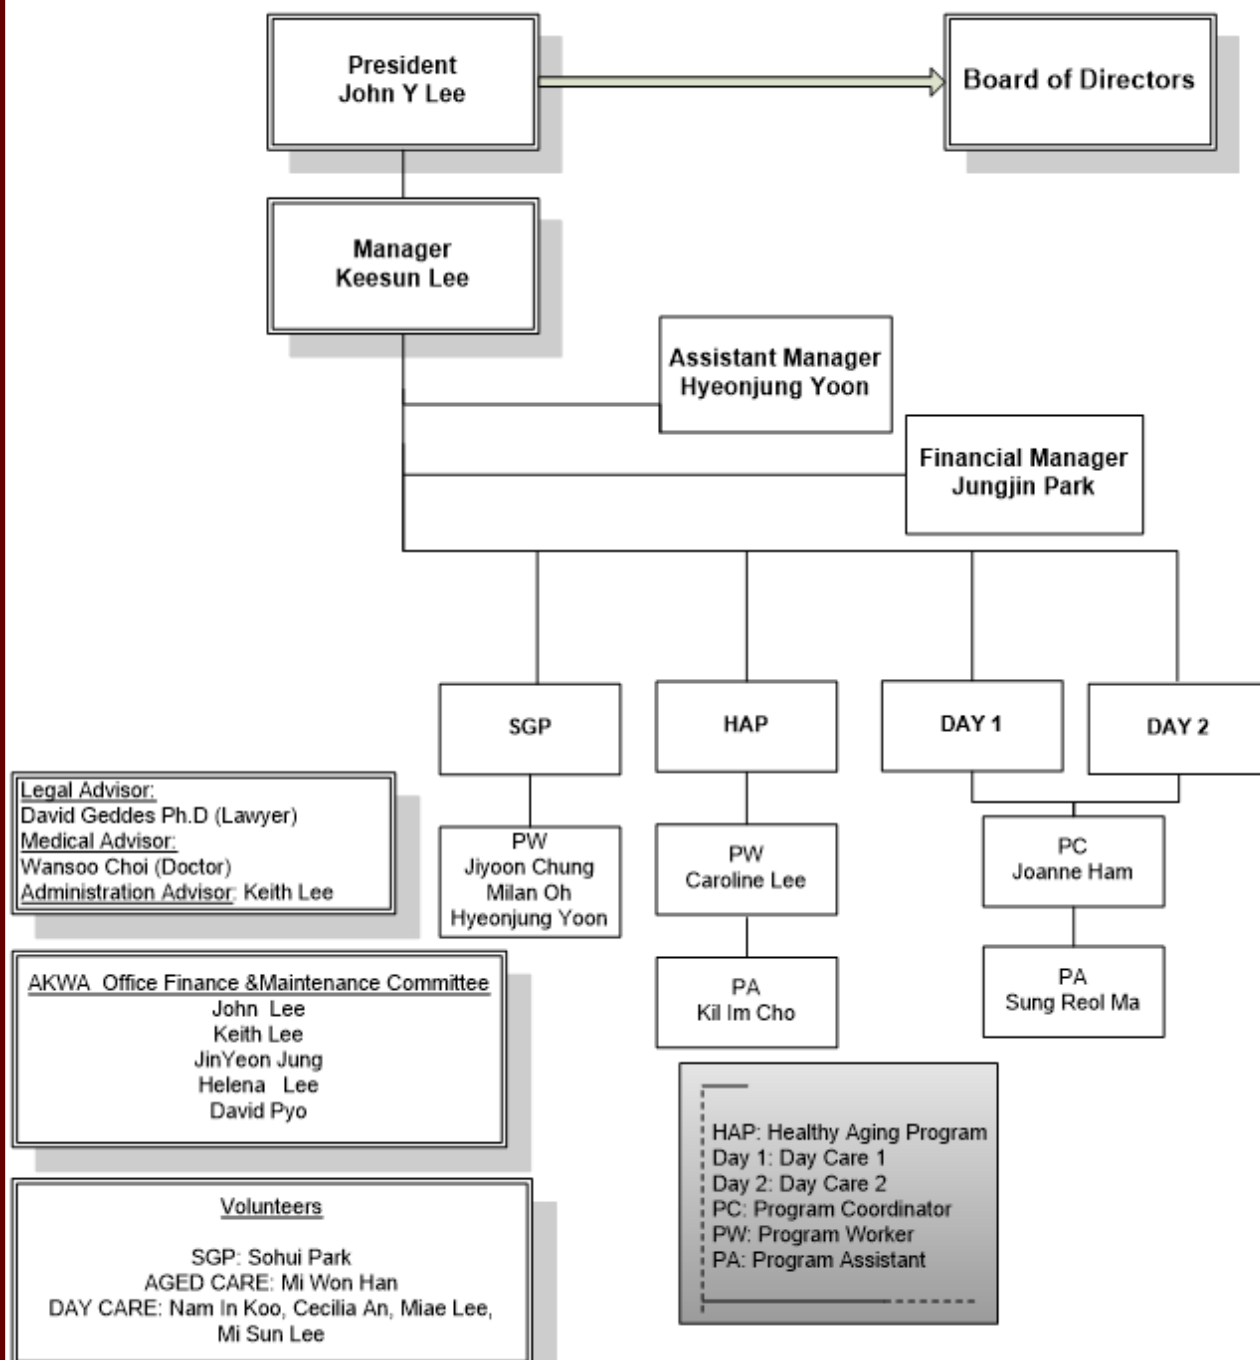 President
John Y Lee
Board of Directors
Manager
Keesun Lee
Assistant Manager
Hyeonjung Yoon
Financial Manager
Jungjin Park
SGP
HAP
DAY 1
DAY 2
PW
Jiyoon Chung
Milan Oh
Hyeonjung Yoon
PW
Caroline Lee
PC
Joanne Ham
PA
Kil Im Cho
PA
Sung Reol Ma
Legal Advisor:
David Geddes Ph.D (Lawyer)
Medical Advisor:
Wansoo Choi (Doctor)
Administration Advisor: Keith Lee
AKWA Office Finance &Maintenance Committee
John Lee
Keith Lee
JinYeon Jung
Helena Lee
David Pyo
HAP: Healthy Aging Program
Day 1: Day Care 1
Day 2: Day Care 2
PC: Program Coordinator
PW: Program Worker
PA: Program Assistant
Volunteers
SGP: Sohui Park
AGED CARE: Mi Won Han
DAY CARE: Nam In Koo, Cecilia An, Miae Lee,
Mi Sun Lee